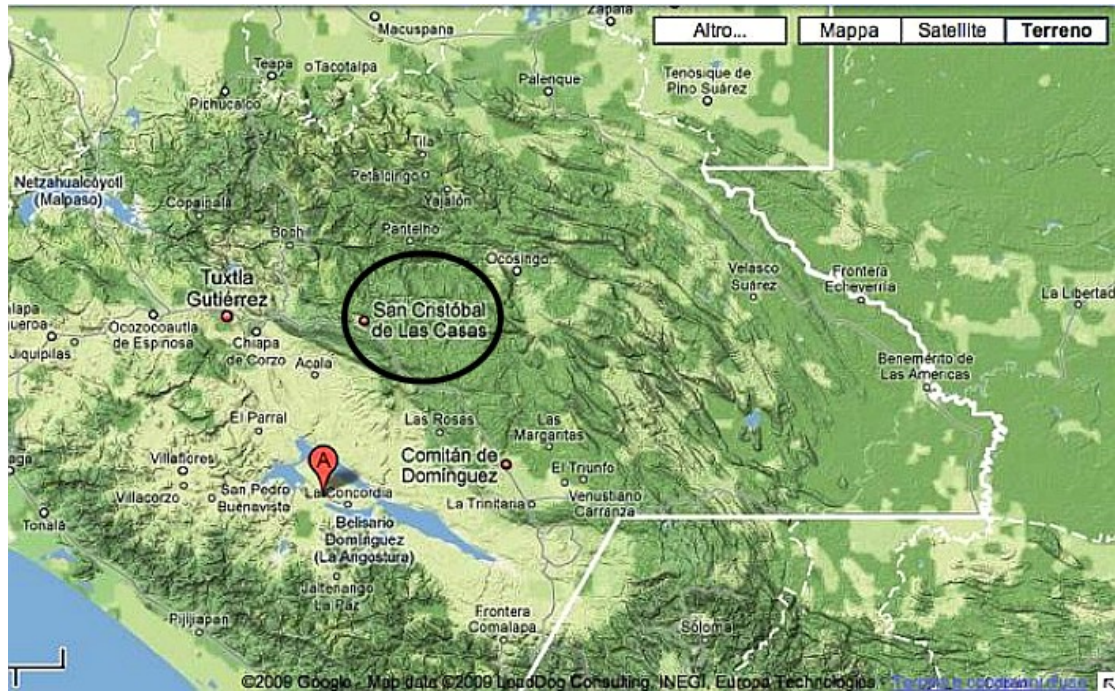 Macuspana
Zapata
Altro...
Mappa
Satellite
Terreno
Teapa
Tacotalpa
Palenque
Tenosique de
Pino Suárez
Pichucalco
Tila
Petalcingo
Yajalón
Netzahualcóyotl
(Malpaso)
Copainalá
Pantelho
Ocosingo
Velasco
Suárez
Frontera
Echeverría
La Libertad
Tuxtla
Gutiérrez
San Cristóbal
de Las Casas
Ocozocoautla
de Espinosa
Chiapa
de Corzo
Jiquipilas
Acala
Benemérito de
Las Américas
El Parral
Las Rosas
Las
Margaritas
Comitán de
Domínguez
Villaflores
A
El Triunfo
Villacorzo
San Pedro
Buenavista
La Concordia
La Trinitaria
Venustiano
Carranza
Tonalá
Belisario
Domínguez
(La Angostura)
Jaltenango
La Paz
Pijijiapan
Frontera
Comalapa
Soloma
©2009 Google - Map data ©2009 LeadDog Consulting, INEGI, Europa Technologies -